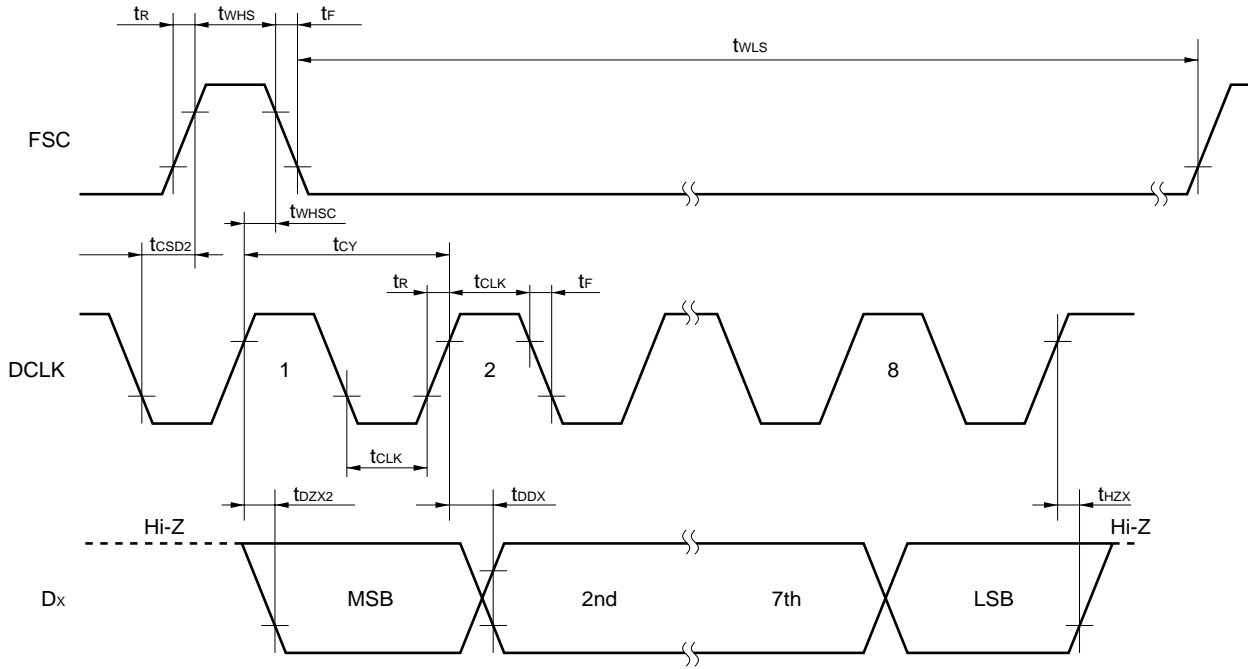 tR tWHS tF
tWLS
FSC
tWHSC
tCSD2 tCY
tR tCLK tF
DCLK 1 2 8
tCLK
tDZX2 tDDX tHZX
Hi-Z Hi-Z
DX MSB 2nd 7th LSB